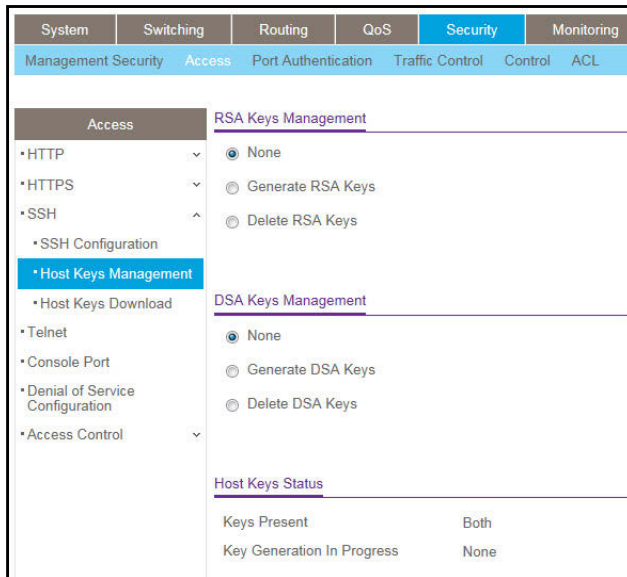 System Switching Routing QoS Security Monitoring
Management Security Access Port Authentication Traffic Control Control ACL
Access
HTTP
HTTPS
SSH
SSH Configuration
Host Keys Management
Host Keys Download
Telnet
Console Port
Denial of Service
Configuration
Access Control
RSA Keys Management
None
Generate RSA Keys
Delete RSA Keys
DSA Keys Management
None
Generate DSA Keys
Delete DSA Keys
Host Keys Status
Keys Present Both
Key Generation In Progress None